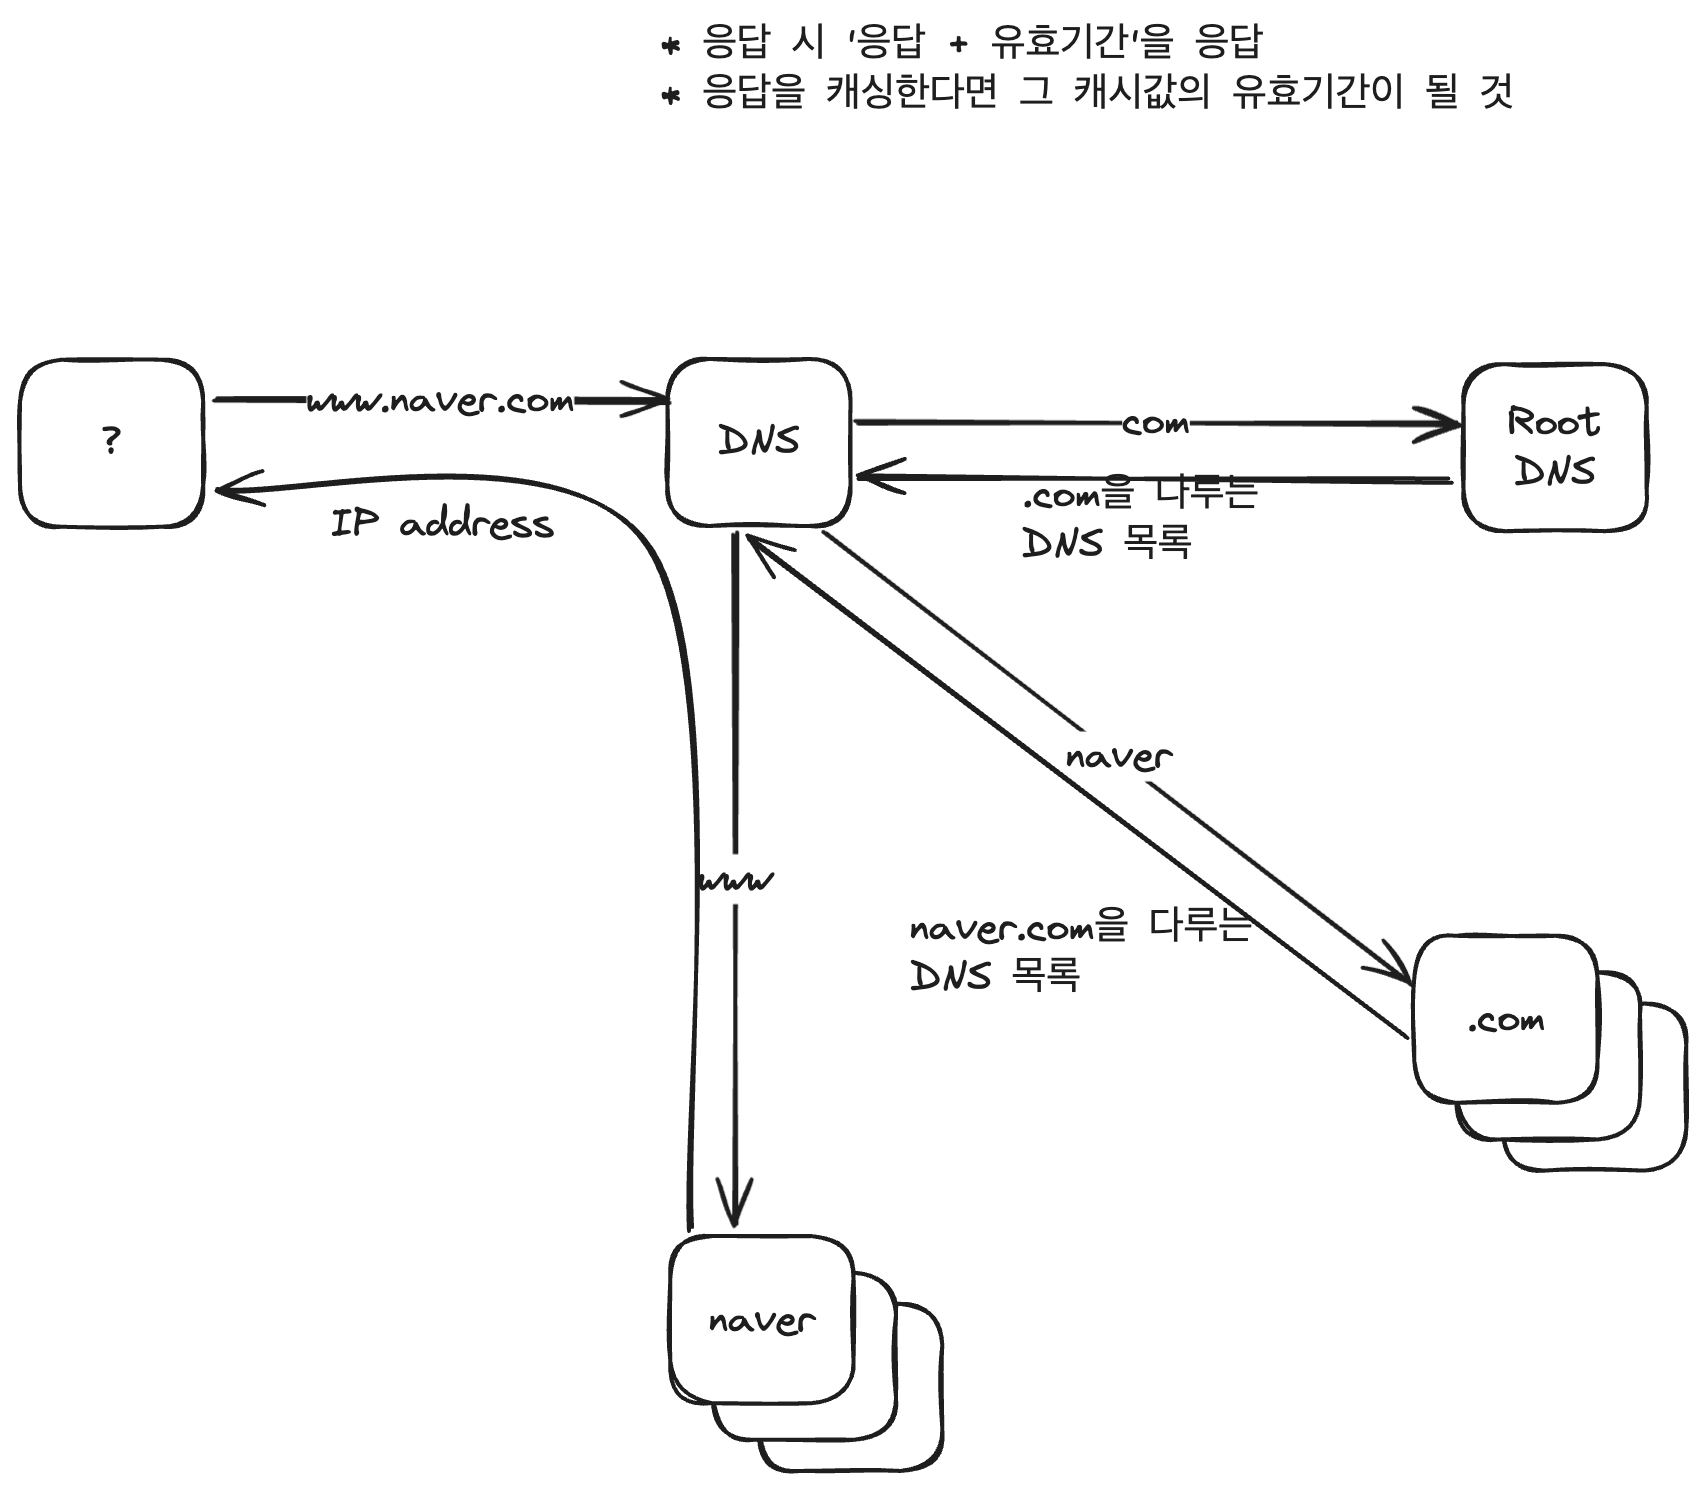 * 응답 시 '응답 + 유효기간'을 응답
* 응답을 캐싱한다면 그 캐시값의 유효기간이 될 것
?
www.naver.com
DNS
com
Root
DNS
.com을 다루는
DNS 목록
IP address
naver
www
naver.com을 다루는
DNS 목록
.com
naver